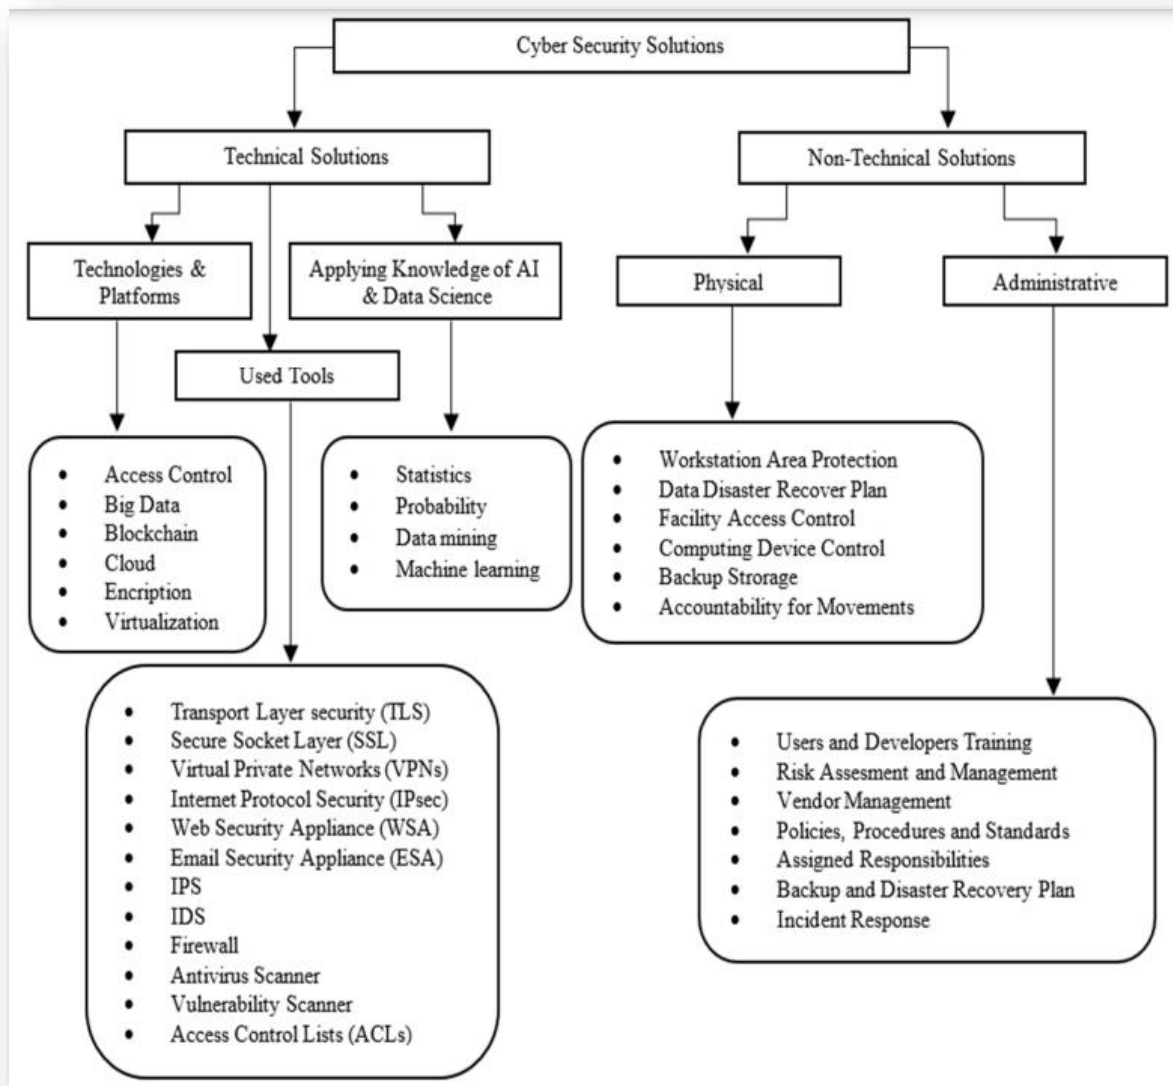 Cyber Security Solutions
Technical Solutions
Non-Technical Solutions
Technologies &
Platforms
Applying Knowledge of AI
& Data Science
Physical
Administrative
Used Tools
• Access Control
• Big Data
• Blockchain
• Cloud
• Encription
• Virtualization
• Statistics
• Probability
• Data mining
• Machine learning
• Workstation Area Protection
• Data Disaster Recover Plan
• Facility Access Control
• Computing Device Control
• Backup Strorage
• Accountability for Movements
• Transport Layer security (TLS)
• Secure Socket Layer (SSL)
• Virtual Private Networks (VPNs)
• Internet Protocol Security (IPsec)
• Web Security Appliance (WSA)
• Email Security Appliance (ESA)
• IPS
• IDS
• Firewall
• Antivirus Scanner
• Vulnerability Scanner
• Access Control Lists (ACLs)
• Users and Developers Training
• Risk Assesment and Management
• Vendor Management
• Policies, Procedures and Standards
• Assigned Responsibilities
• Backup and Disaster Recovery Plan
• Incident Response